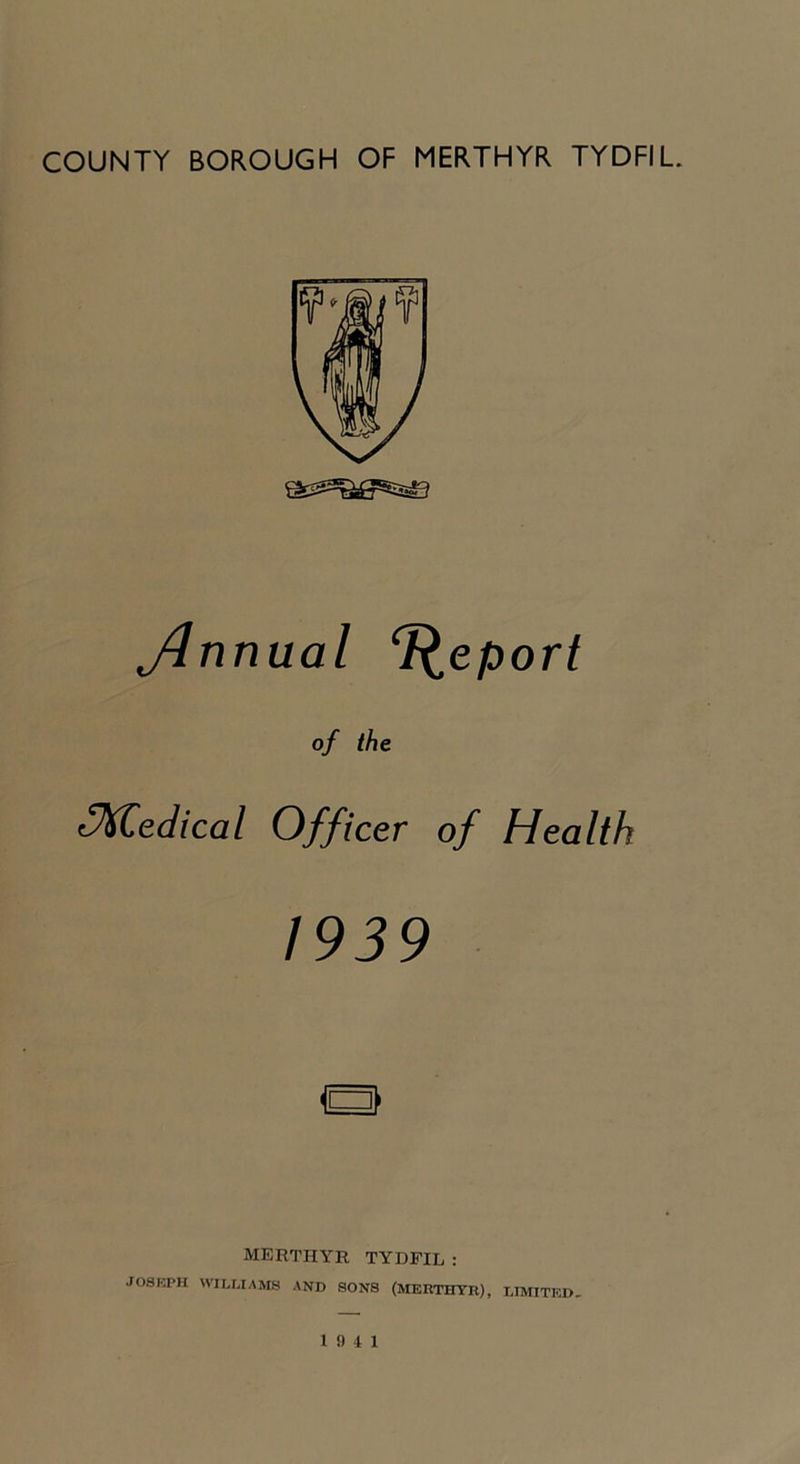 COUNTY BOROUGH OF MERTHYR TYDFIL.
Annual Report
of the
Medical Officer of Health
1939
MERTHYR TYDFIL :
JOSEPH WILLIAMS AND SONS (MERTHYR), LIMITED.
1941